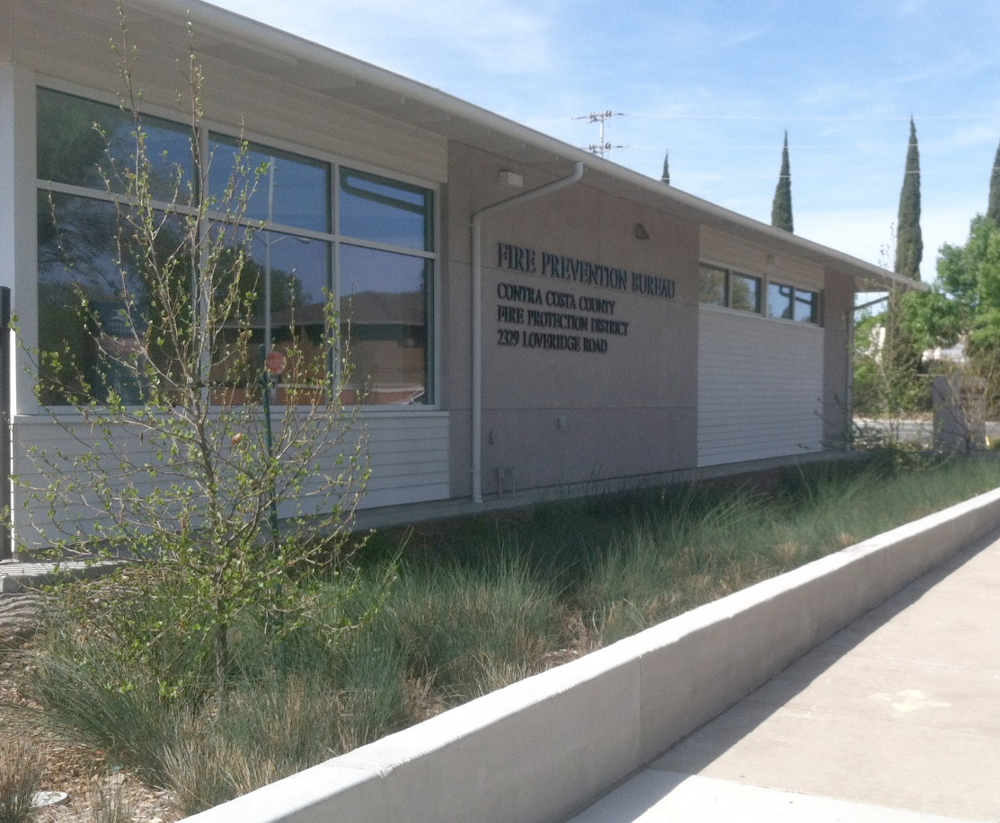 FIRE PREVENTION BUREAU
CONTRA COSTA COUNTY
FIRE PROTECTION DISTRICT
2329 LOVERIDGE ROAD